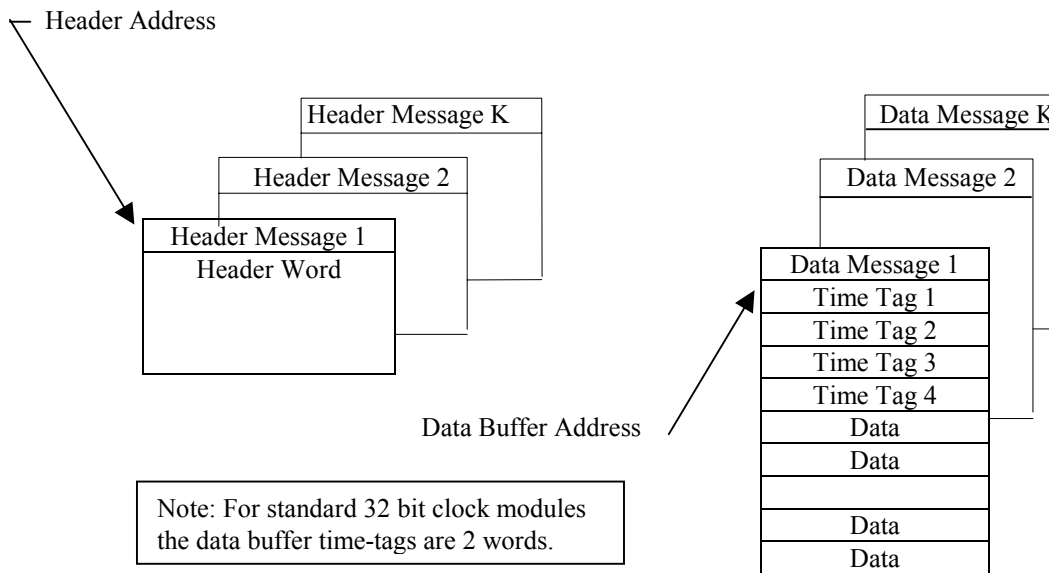 Header Address
Header Message K
Header Message 2
Header Message 1
Header Word
Data Message K
Data Message 2
Data Message 1
Time Tag 1
Time Tag 2
Time Tag 3
Time Tag 4
Data
Data
Data
Data
Data Buffer Address
Note: For standard 32 bit clock modules
the data buffer time-tags are 2 words.